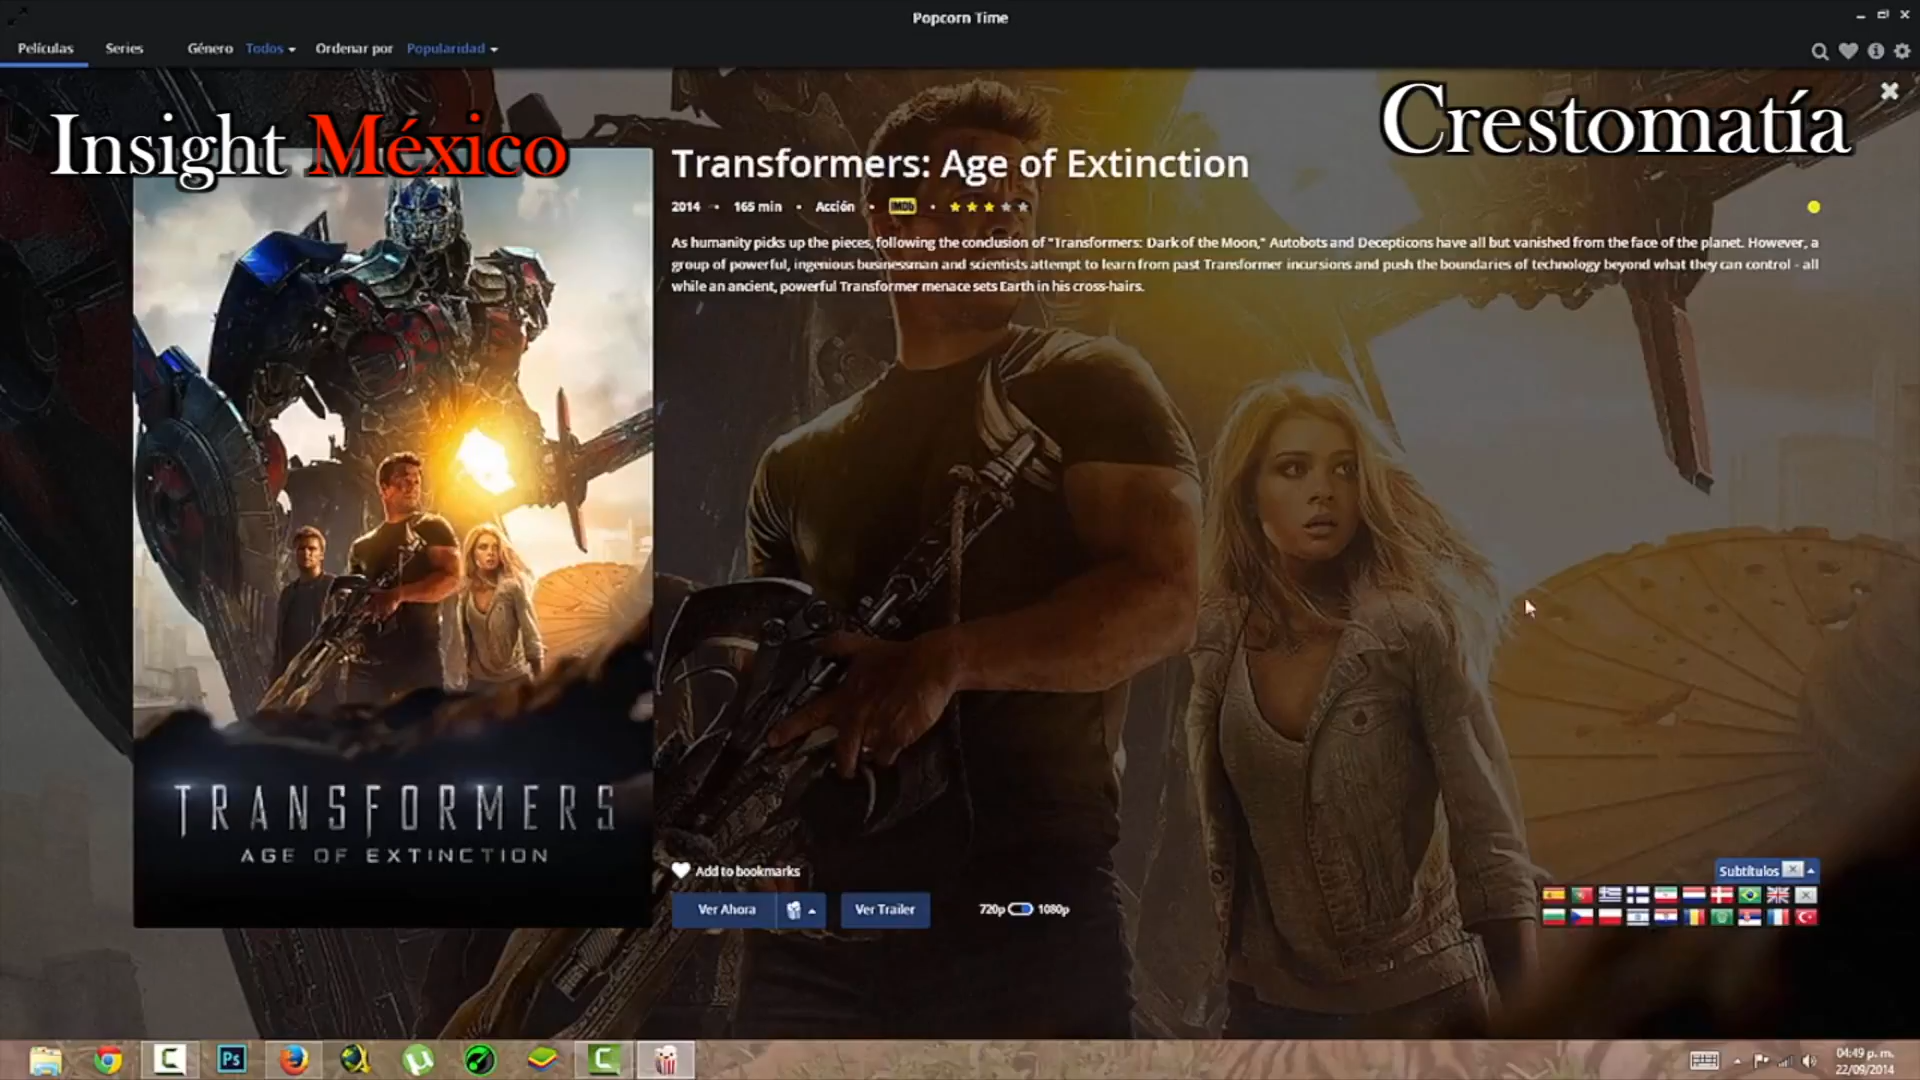 Popcorn Time
Películas Series Género Todos Ordenar por Popularidad
Insight México
Crestomatía
Transformers: Age of Extinction
2014 • 165 min • Acción • IMDb •
As humanity picks up the pieces, following the conclusion of "Transformers: Dark of the Moon," Autobots and Decepticons have all but vanished from the face of the planet. However, a
group of powerful, ingenious businessman and scientists attempt to learn from past Transformer incursions and push the boundaries of technology beyond what they can control - all
while an ancient, powerful Transformer menace sets Earth in his cross-hairs.
TRANSFORMERS
AGE OF EXTINCTION
Add to bookmarks
Subtítulos
Ver Ahora Ver Trailer 720p 1080p
Ps
04:49 p. m.
22/09/2014